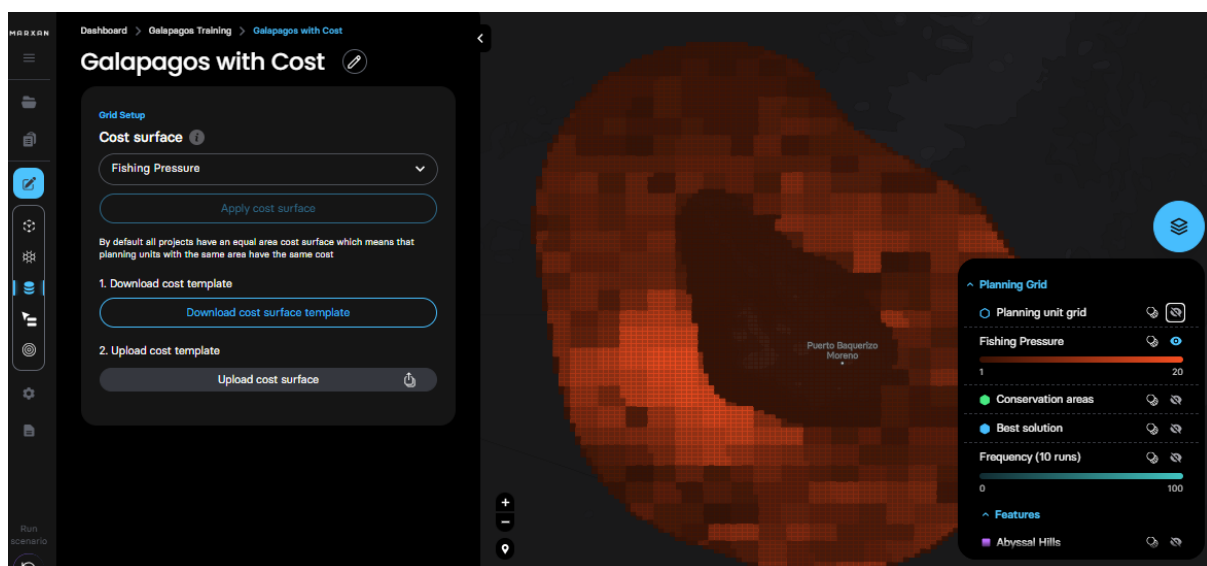 MARXAN
Dashboard > Galapagos Training > Galapagos with Cost
Galapagos with Cost
Grid Setup
Cost surface
Fishing Pressure
Apply cost surface
By default all projects have an equal area cost surface which means that
planning units with the same area have the same cost
1. Download cost template
Download cost surface template
2. Upload cost template
Upload cost surface
Run
scenario
Puerto Baquerizo
Moreno
Planning Grid
Planning unit grid
Fishing Pressure
1 20
Conservation areas
Best solution
Frequency (10 runs)
0 100
Features
Abyssal Hills